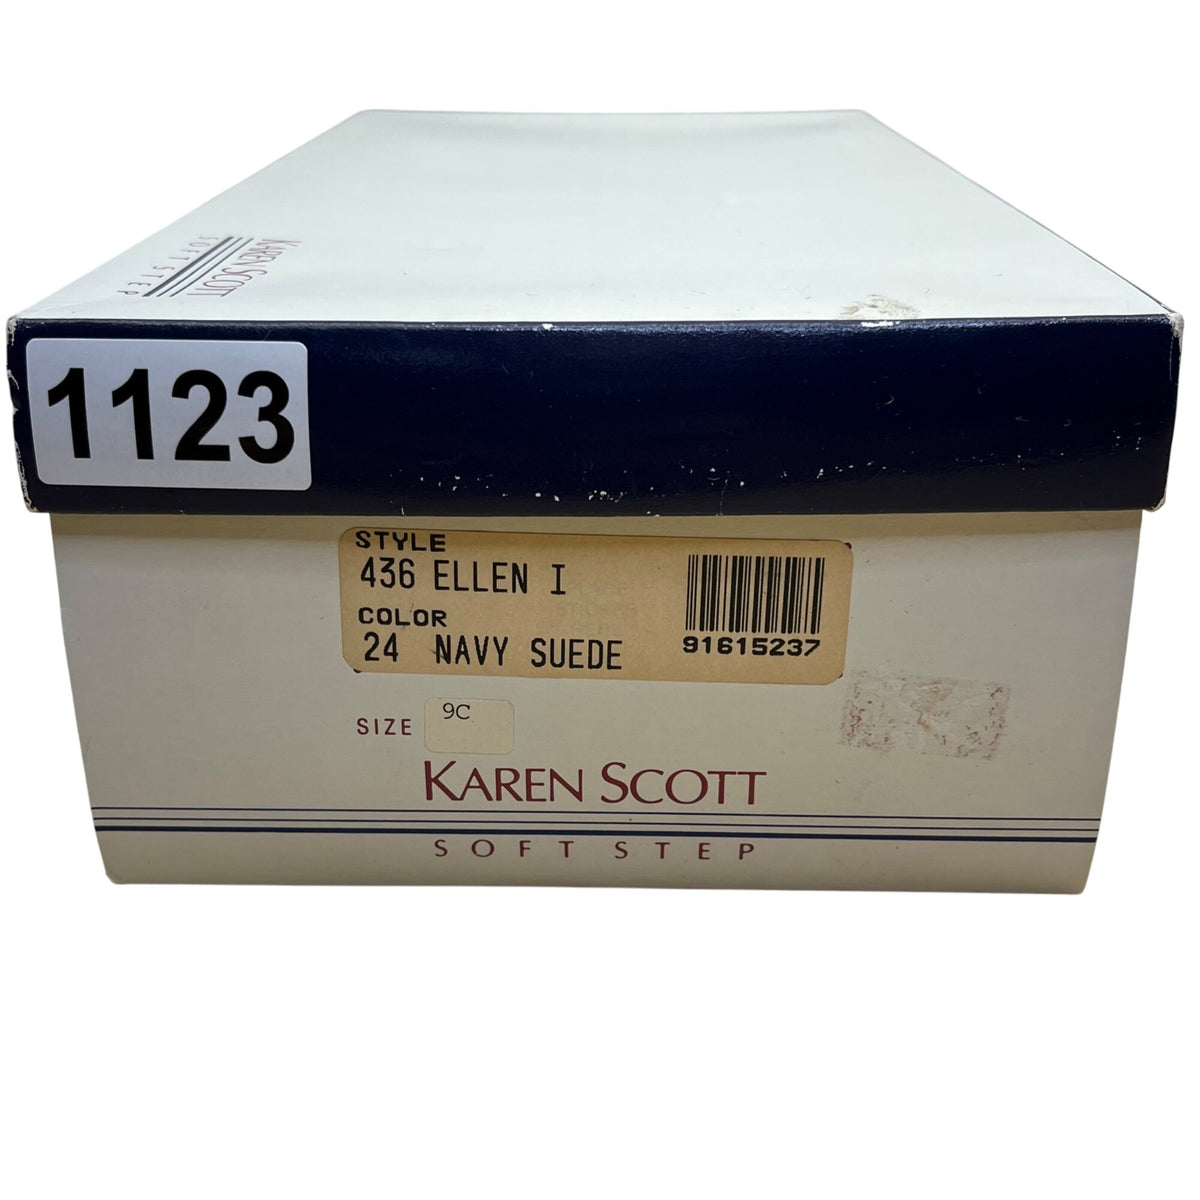 KAREN SCOTT
SOFT STEP
1123
STYLE
436 ELLEN I
COLOR
24 NAVY SUEDE
91615237
SIZE 9C
KAREN SCOTT
SOFT STEP